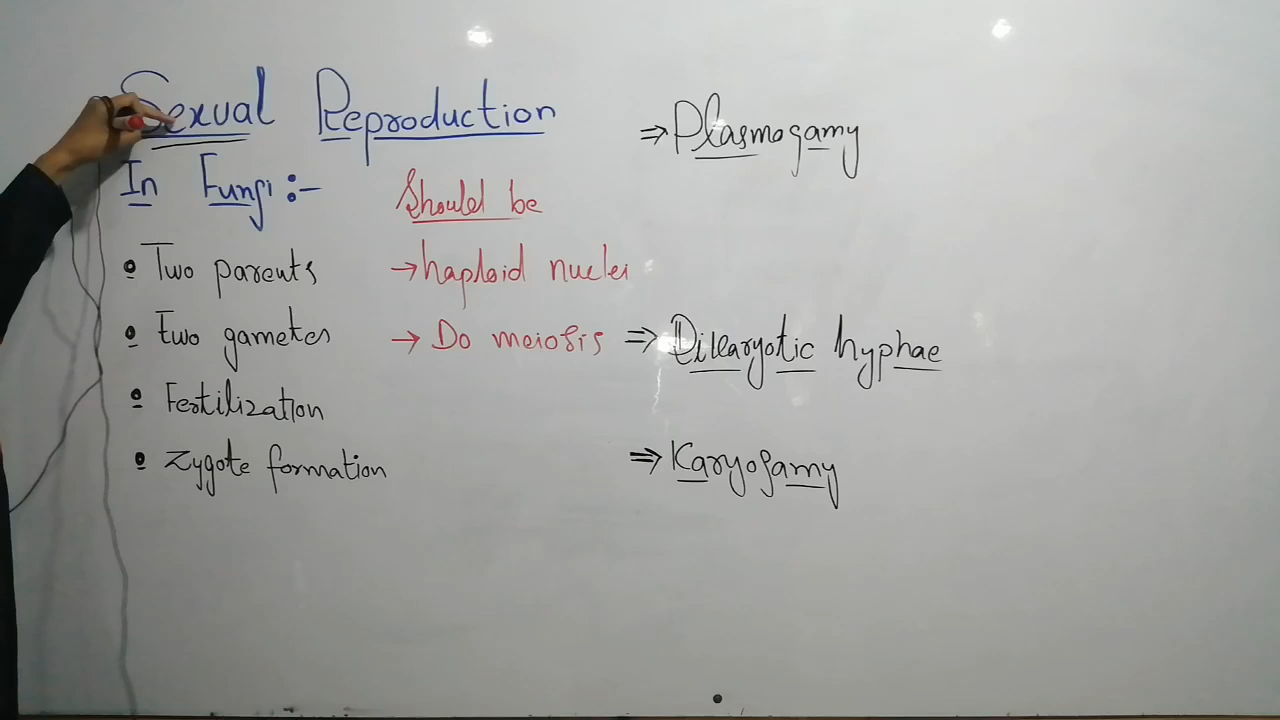 Sexual Reproduction
In Fungi :-
• Two parents
• two gametes
• Fertilization
• Zygote formation
Should be
→ haploid nuclei
→ Do meiosis
⇒ Plasmogamy
⇒ Dikaryotic hyphae
⇒ Karyogamy